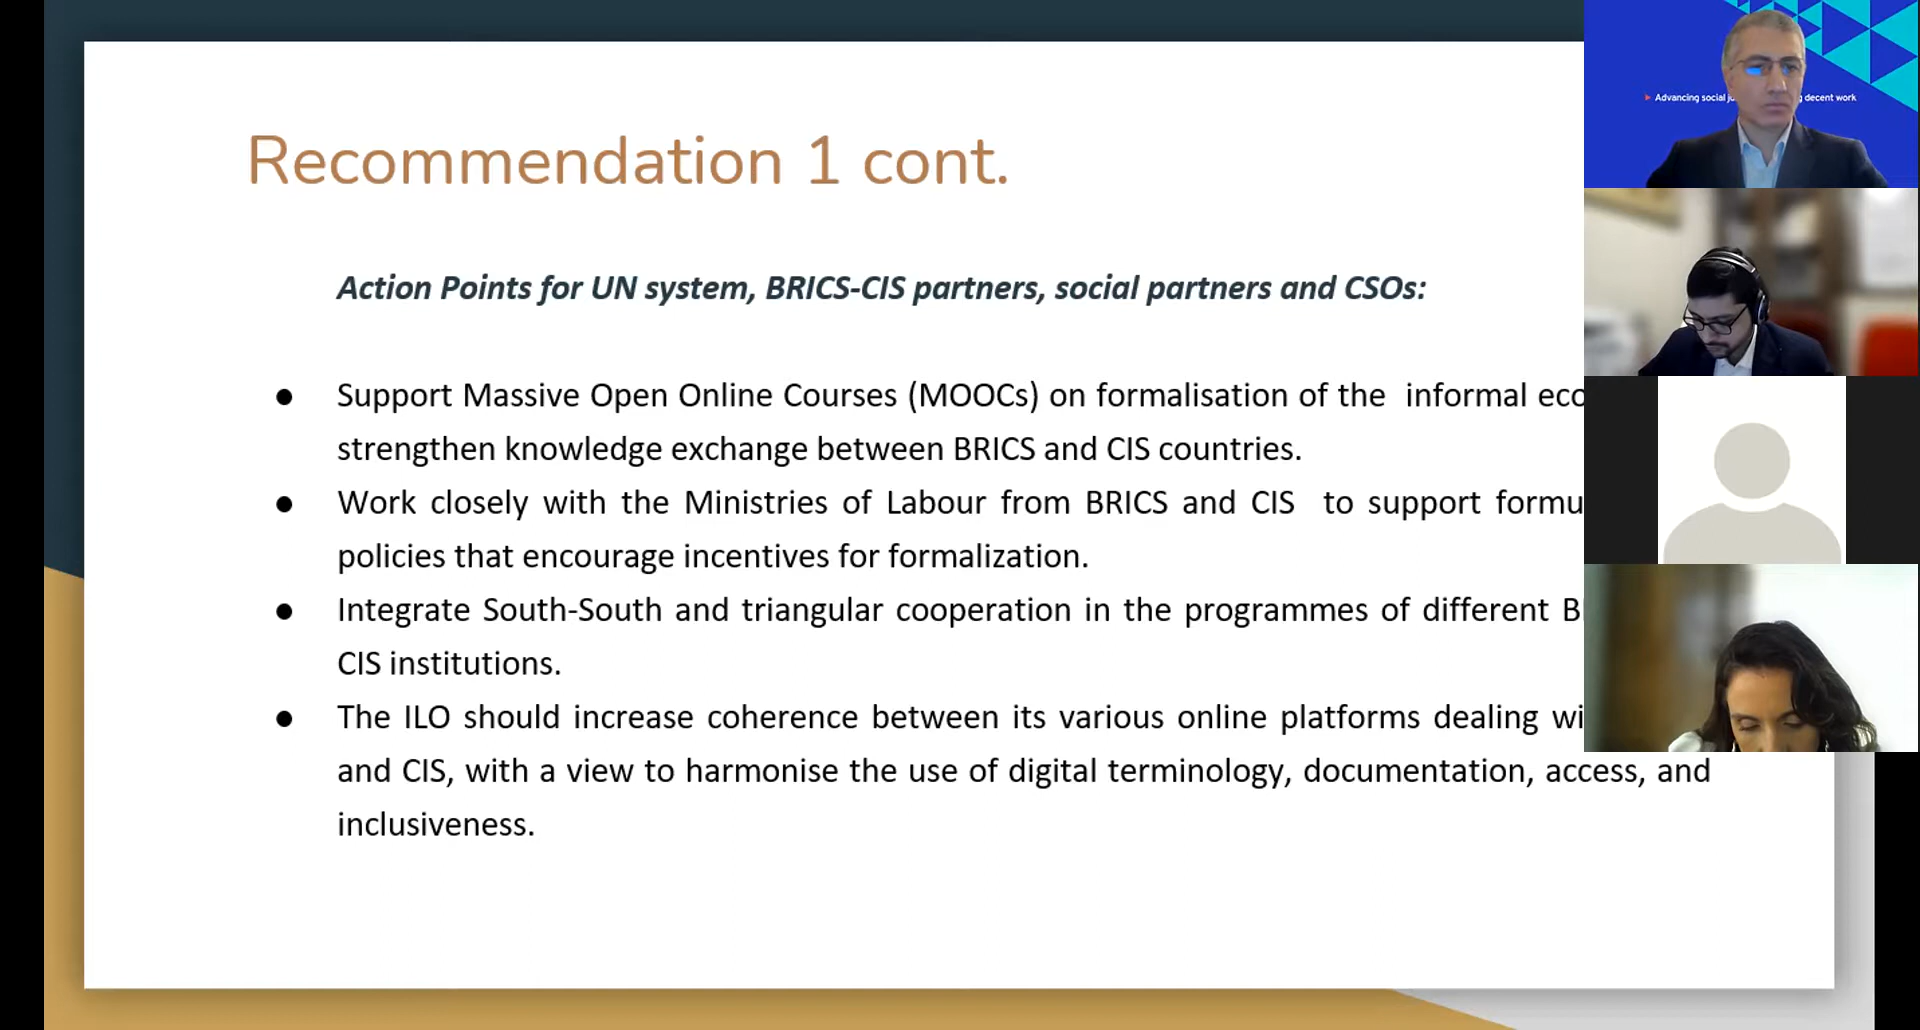 Recommendation 1 cont.
Action Points for UN system, BRICS-CIS partners, social partners and CSOs:
● Support Massive Open Online Courses (MOOCs) on formalisation of the informal
strengthen knowledge exchange between BRICS and CIS countries.
● Work closely with the Ministries of Labour from BRICS and CIS to support
policies that encourage incentives for formalization.
● Integrate South-South and triangular cooperation in the programmes of different
CIS institutions.
● The ILO should increase coherence between its various online platforms dealing
and CIS, with a view to harmonise the use of digital terminology, documentation, access, and
inclusiveness.
Advancing social decent work